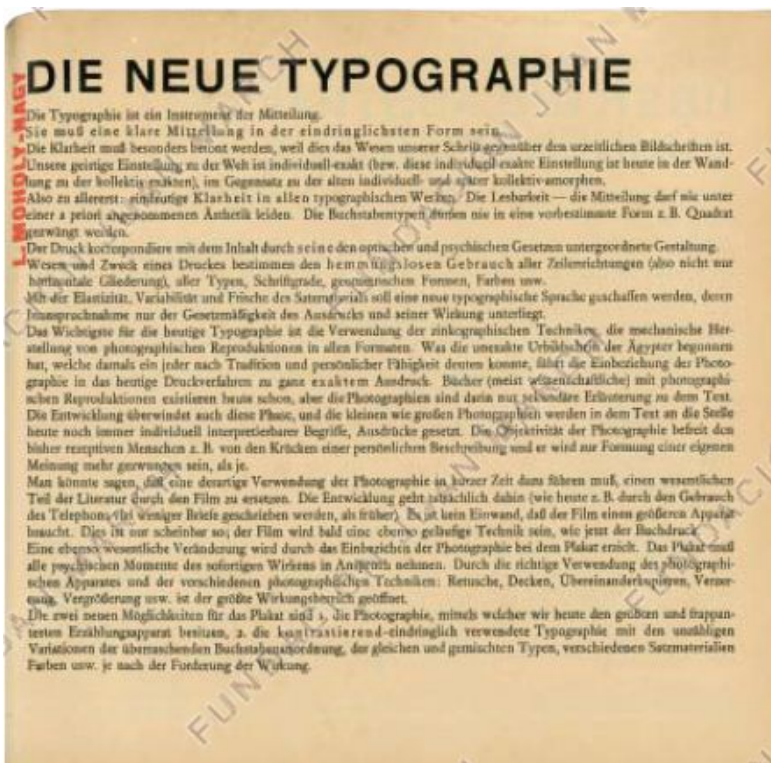 DIE NEUE TYPOGRAPHIE
L. MOHOLY-NAGY
Die Typographie ist ein Instrument der Mitteilung.
Sie muß eine klare Mitteilung in der eindringlichsten Form sein.
Die Klarheit muß besonders betont werden, weil dies das Wesen unserer Schrift gegenüber den urzeitlichen Bildschriften ist.
Unsere geistige Einstellung zu der Welt ist individuell-exakt (bzw. diese individuell-exakte Einstellung ist heute in der Wand-
lung zu der kollektiv-exakten), im Gegensatz zu der alten individuell- und später kollektiv-amorphen.
Also zu allererst: eindeutige Klarheit in allen typographischen Werken. Die Lesbarkeit — die Mitteilung darf nie unter
einer a priori angenommenen Ästhetik leiden. Die Buchstabentypen dürfen nie in eine vorbestimmte Form z. B. Quadrat
gezwängt werden.
Der Druck korrespondiere mit dem Inhalt durch seine den optischen und psychischen Gesetzen untergeordnete Gestaltung.
Wesen und Zweck eines Druckes bestimmen den hemmungslosen Gebrauch aller Zeilenrichtungen (also nicht nur
horizontale Gliederung), aller Typen, Schriftgrade, geometrischen Formen, Farben usw.
Mit der Elastizität, Variabilität und Frische des Satzmaterials soll eine neue typographische Sprache geschaffen werden, deren
Inanspruchnahme nur der Gesetzmäßigkeit des Ausdrucks und seiner Wirkung unterliegt.
Das Wichtigste für die heutige Typographie ist die Verwendung der zinkographischen Techniken, die mechanische Her-
stellung von photographischen Reproduktionen in allen Formaten. Was die unexakte Urbildschrift der Ägypter begonnen
hat, welche damals ein jeder nach Tradition und persönlicher Fähigkeit deuten konnte, führt die Einbeziehung der Photo-
graphie in das heutige Druckverfahren zu ganz exaktem Ausdruck. Bücher (meist wissenschaftliche) mit photographi-
schen Reproduktionen existieren heute schon, aber die Photographien sind darin nur sekundäre Erläuterung zu dem Text.
Die Entwicklung überwindet auch diese Phase, und die kleinen wie großen Photographien werden in dem Text an die Stelle
heute noch immer individuell interpretierbarer Begriffe, Ausdrücke gesetzt. Die Objektivität der Photographie befreit den
bisher rezeptiven Menschen z. B. von den Krücken einer persönlichen Beschreibung und er wird zur Formung einer eigenen
Meinung mehr gezwungen sein, als je.
Man könnte sagen, daß eine derartige Verwendung der Photographie in kurzer Zeit dazu führen muß, einen wesentlichen
Teil der Literatur durch den Film zu ersetzen. Die Entwicklung geht tatsächlich dahin (wie heute z. B. durch den Gebrauch
des Telephons viel weniger Briefe geschrieben werden, als früher). Es ist kein Einwand, daß der Film einen größeren Apparat
braucht. Dies ist nur scheinbar so; der Film wird bald eine ebenso geläufige Technik sein, wie jetzt der Buchdruck.
Eine ebenso wesentliche Veränderung wird durch das Einbeziehen der Photographie bei dem Plakat erzielt. Das Plakat muß
alle psychischen Momente des sofortigen Wirkens in Anspruch nehmen. Durch die richtige Verwendung des photographi-
schen Apparates und der verschiedenen photographischen Techniken: Retusche, Decken, Übereinanderkopieren, Verzer-
rung, Vergrößerung usw. ist der größte Wirkungsbereich geöffnet.
Die zwei neuen Möglichkeiten für das Plakat sind 1. die Photographie, mittels welcher wir heute den größten und frappan-
testen Erzählungsapparat besitzen, 2. die kontrastierend-eindringlich verwendete Typographie mit den unzähligen
Variationen der überraschenden Buchstabenanordnung, der gleichen und gemischten Typen, verschiedenen Satzmaterialien
Farben usw. je nach der Forderung der Wirkung.